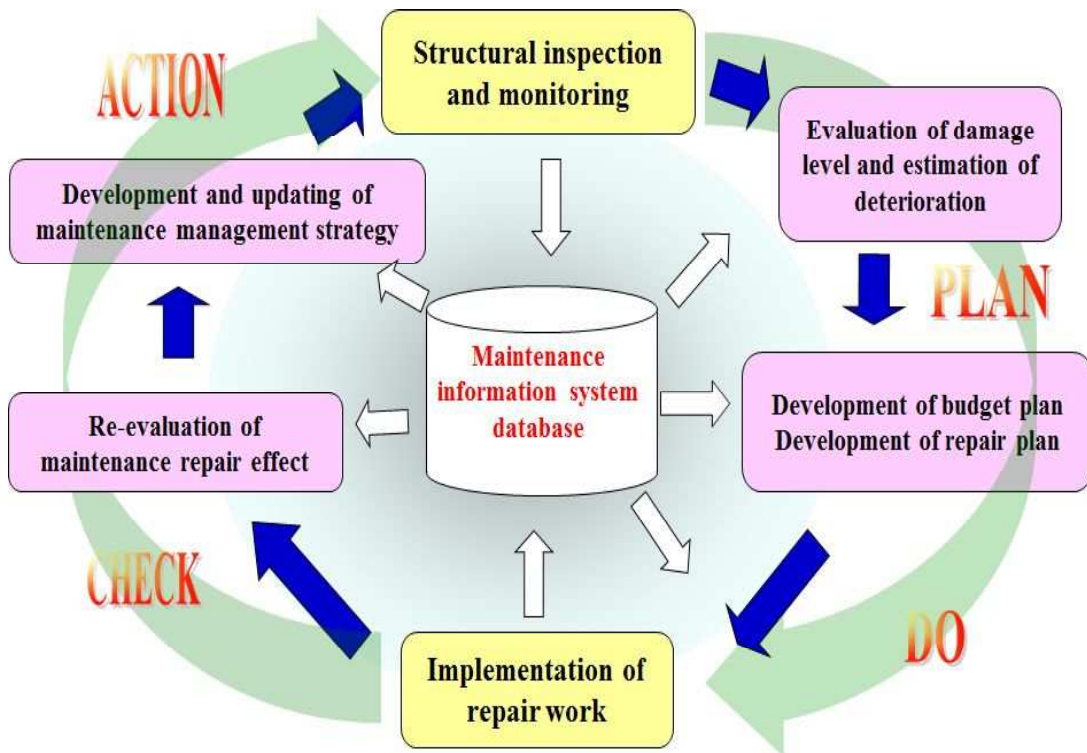 ACTION
Structural inspection
and monitoring
Evaluation of damage
level and estimation of
deterioration
Development and updating of
maintenance management strategy
PLAN
Maintenance
information system
database
Development of budget plan
Development of repair plan
Re-evaluation of
maintenance repair effect
CHECK
DO
Implementation of
repair work